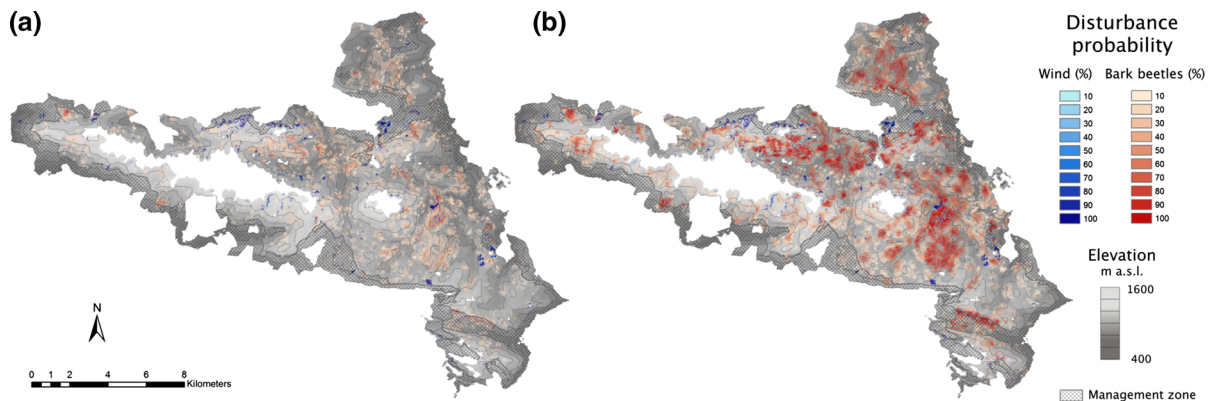 (a)
(b)
Disturbance
probability
Wind (%) Bark beetles (%)
10 10
20 20
30 30
40 40
50 50
60 60
70 70
80 80
90 90
100 100
Elevation
m a.s.l.
1600
400
Management zone
N
0 1 2 4 6 8
Kilometers